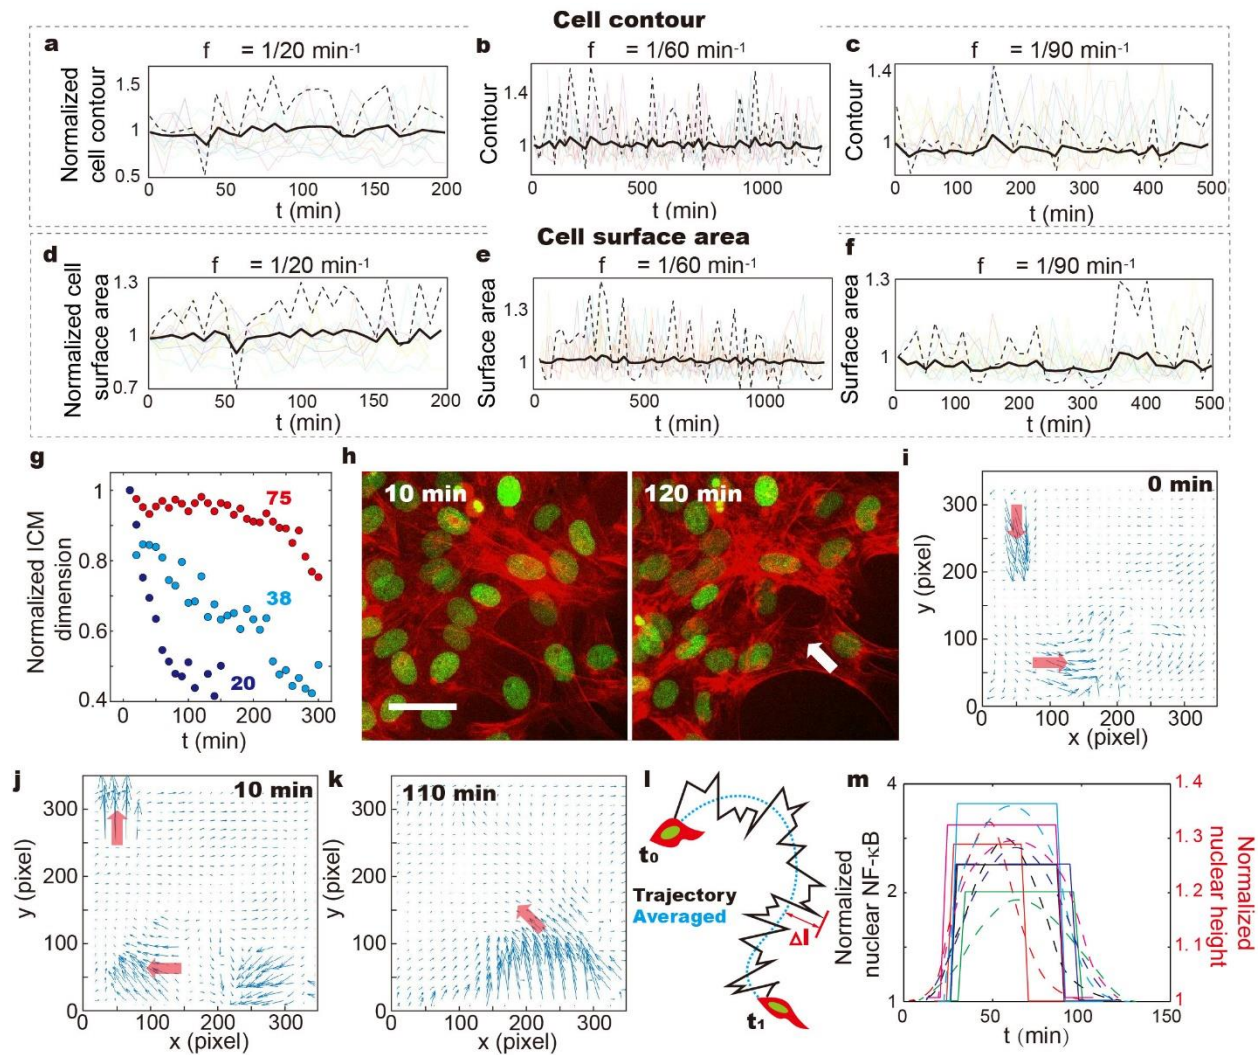 Cell contour
a
f = 1/20 min-1
Normalized
cell contour
1.5
1
0.5
0 50 100 150 200
t (min)
b
f = 1/60 min-1
Contour
1.4
1
0 500 1000
t (min)
c
f = 1/90 min-1
Contour
1.4
1
0 100 200 300 400 500
t (min)
Cell surface area
d
f = 1/20 min-1
Normalized cell
surface area
1.3
1
0.7
0 50 100 150 200
t (min)
e
f = 1/60 min-1
Surface area
1.3
1
0 500 1000
t (min)
f
f = 1/90 min-1
Surface area
1
0 100 200 300 400 500
t (min)
g
Normalized ICM
dimension
1
0.8
0.6
0.4
75
38
20
0 100 200 300
t (min)
h
10 min
120 min
i
0 min
y (pixel)
300
200
100
0
0 100 200 300
x (pixel)
j
10 min
y (pixel)
300
200
100
0
0 100 200 300
x (pixel)
k
110 min
y (pixel)
300
200
100
0
0 100 200 300
x (pixel)
l
t0
Trajectory
Averaged
Δl
t1
m
Normalized
nuclear NF-κB
4
2
1
1.4
1.3
1.2
1.1
1
Normalized
nuclear height
0 50 100 150
t (min)